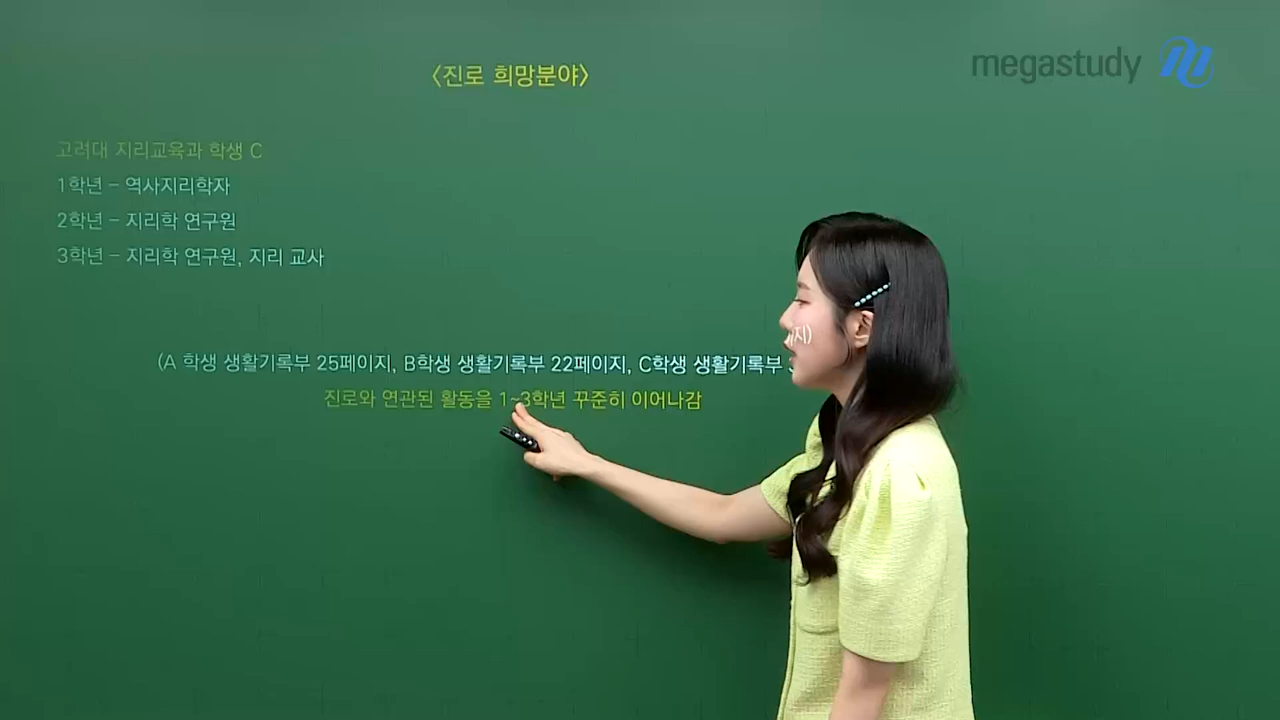 megastudy
〈진로 희망분야〉
고려대 지리교육과 학생 C
1학년 - 역사지리학자
2학년 - 지리학 연구원
3학년 - 지리학 연구원, 지리 교사
(A 학생 생활기록부 25페이지, B학생 생활기록부 22페이지, C학생 생활기록부 지)
진로와 연관된 활동을 1~3학년 꾸준히 이어나감